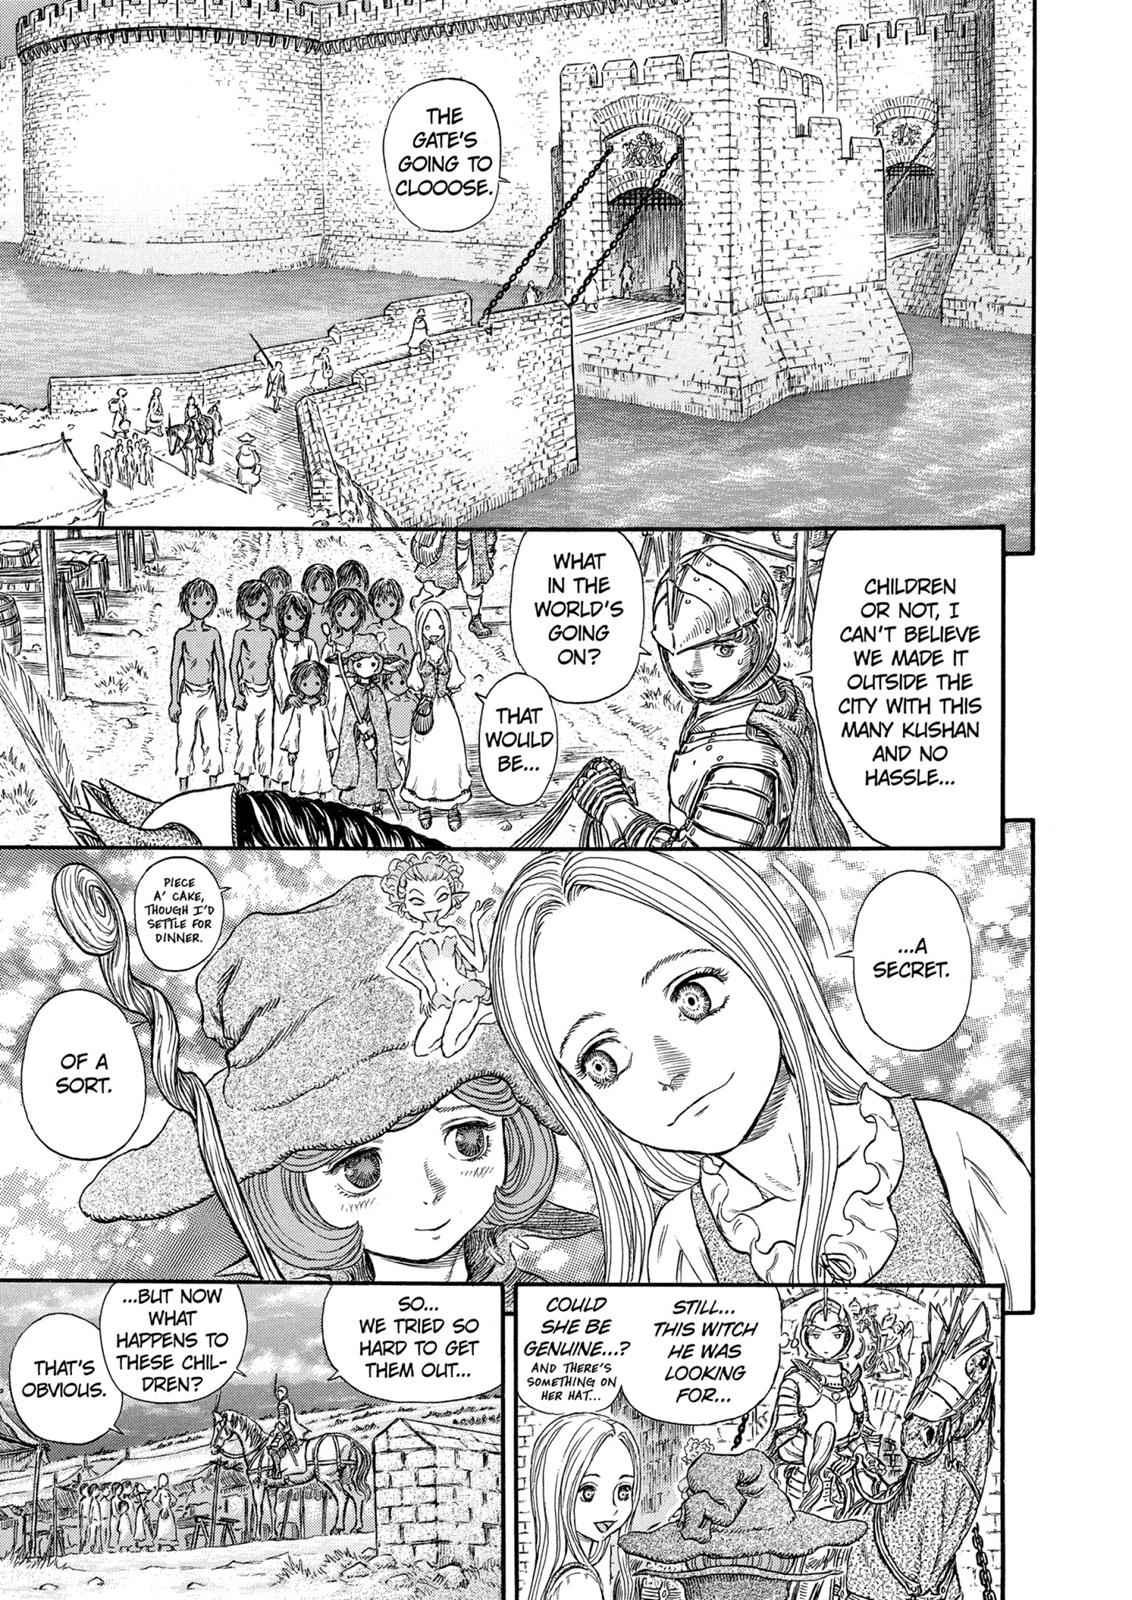 THE
GATE'S
GOING TO
CLOOOSE.
CHILDREN
OR NOT, I
CAN'T BELIEVE
WE MADE IT
OUTSIDE THE
CITY WITH THIS
MANY KUSHAN
AND NO
HASSLE...
WHAT
IN THE
WORLD'S
GOING
ON?
THAT
WOULD
BE...
...A
SECRET.
PIECE
A' CAKE,
THOUGH I'D
SETTLE FOR
DINNER.
OF A
SORT.
STILL...
THIS WITCH
HE WAS
LOOKING
FOR...
COULD
SHE BE
GENUINE...?
AND THERE'S
SOMETHING ON
HER HAT...
SO...
WE TRIED SO
HARD TO GET
THEM OUT...
...BUT NOW
WHAT
HAPPENS TO
THESE CHIL-
DREN?
THAT'S
OBVIOUS.